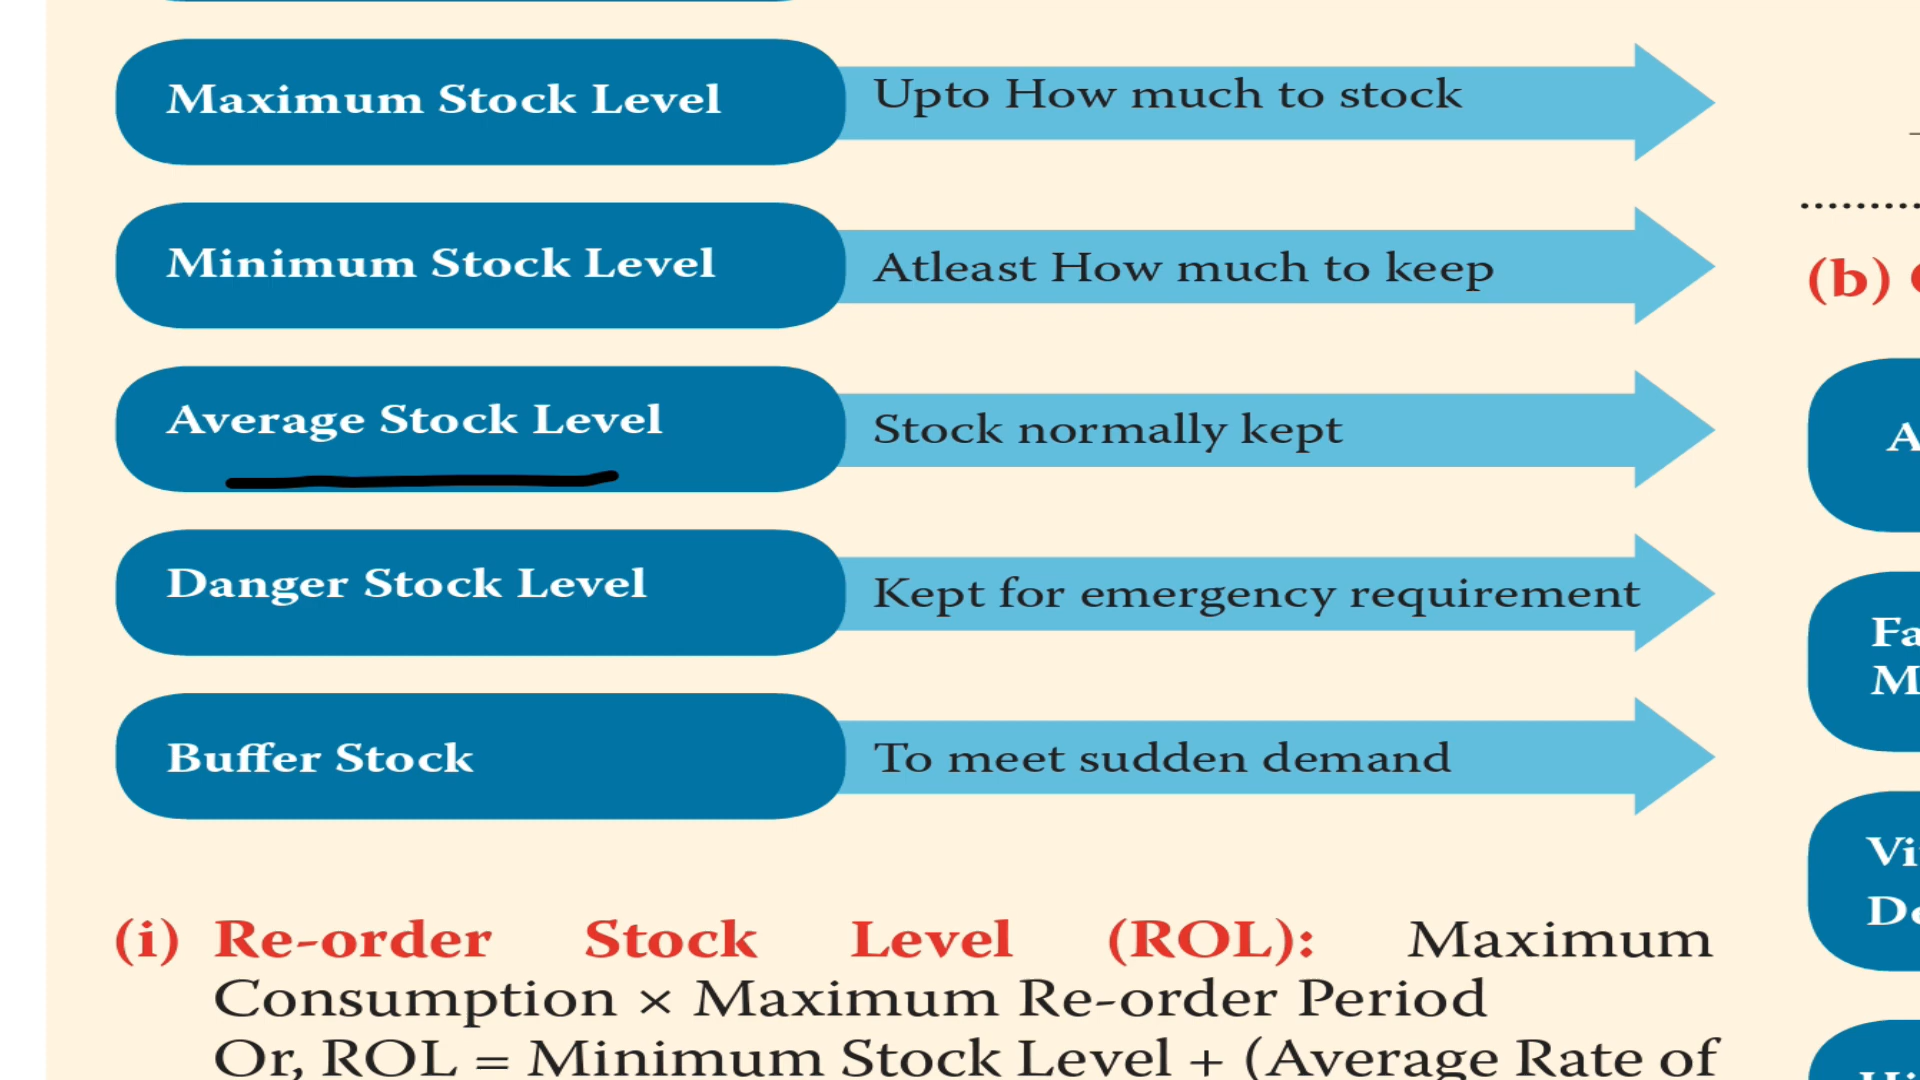 Maximum Stock Level
Upto How much to stock
Minimum Stock Level
Atleast How much to keep
Average Stock Level
Stock normally kept
Danger Stock Level
Kept for emergency requirement
Buffer Stock
To meet sudden demand
(i) Re-order Stock Level (ROL): Maximum
Consumption × Maximum Re-order Period
Or, ROL = Minimum Stock Level + (Average Rate of
(b)